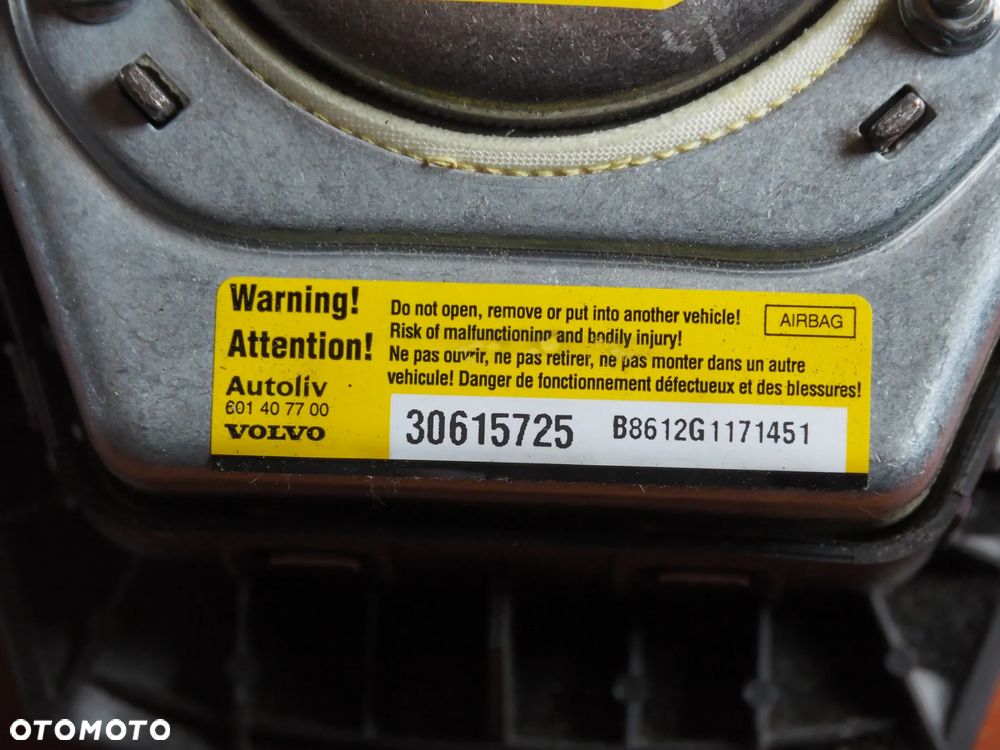 Warning!
Attention!
Autoliv
601 40 77 00
VOLVO
Do not open, remove or put into another vehicle!
Risk of malfunctioning and bodily injury!
Ne pas ouvrir, ne pas retirer, ne pas monter dans un autre
vehicule! Danger de fonctionnement défectueux et des blessures!
AIRBAG
30615725 B8612G1171451
OTOMOTO